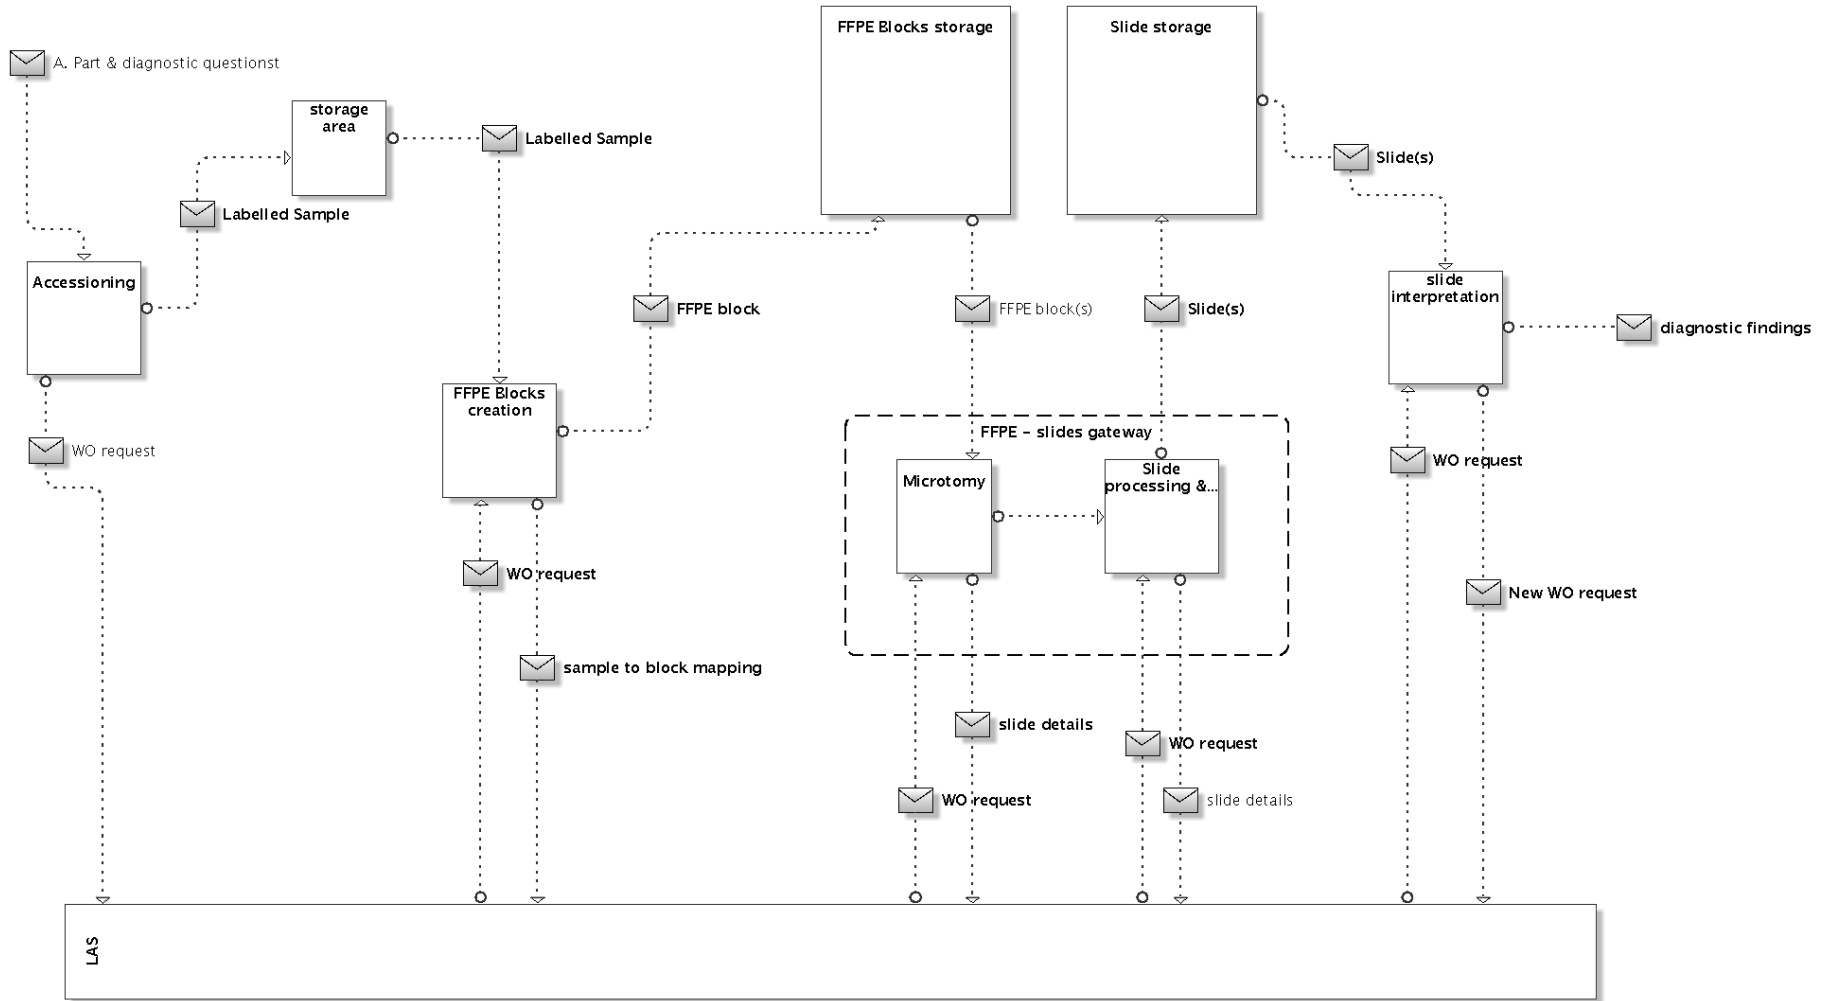 FFPE Blocks storage
Slide storage
A. Part & diagnostic questionst
storage
area
Labelled Sample
Slide(s)
Labelled Sample
Accessioning
slide
interpretation
FFPE block
FFPE block(s)
Slide(s)
diagnostic findings
FFPE Blocks
creation
FFPE - slides gateway
WO request
WO request
Microtomy
Slide
processing &...
WO request
New WO request
sample to block mapping
slide details
WO request
WO request
slide details
LAS